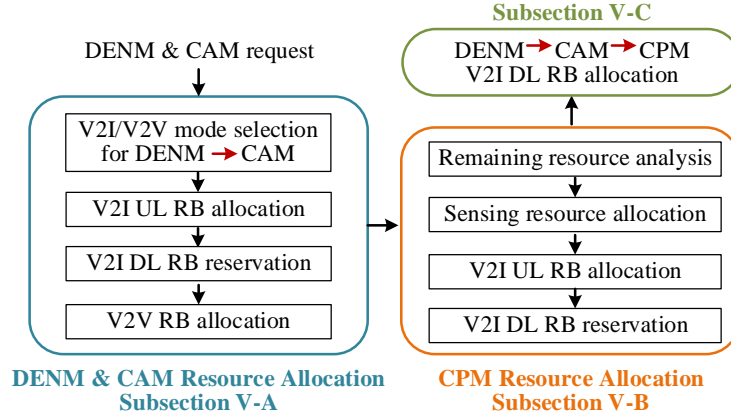 DENM & CAM request
V2I/V2V mode selection
for DENM → CAM
V2I UL RB allocation
V2I DL RB reservation
V2V RB allocation
DENM & CAM Resource Allocation
Subsection V-A
Subsection V-C
DENM → CAM → CPM
V2I DL RB allocation
Remaining resource analysis
Sensing resource allocation
V2I UL RB allocation
V2I DL RB reservation
CPM Resource Allocation
Subsection V-B